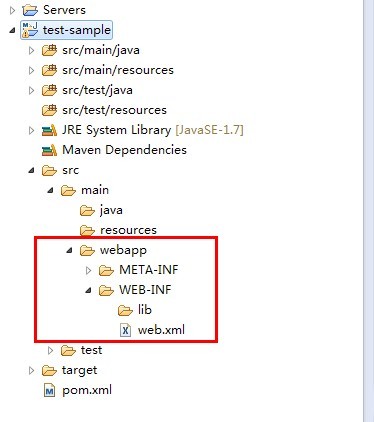 Servers
test-sample
src/main/java
src/main/resources
src/test/java
src/test/resources
JRE System Library [JavaSE-1.7]
Maven Dependencies
src
main
java
resources
webapp
META-INF
WEB-INF
lib
web.xml
test
target
pom.xml